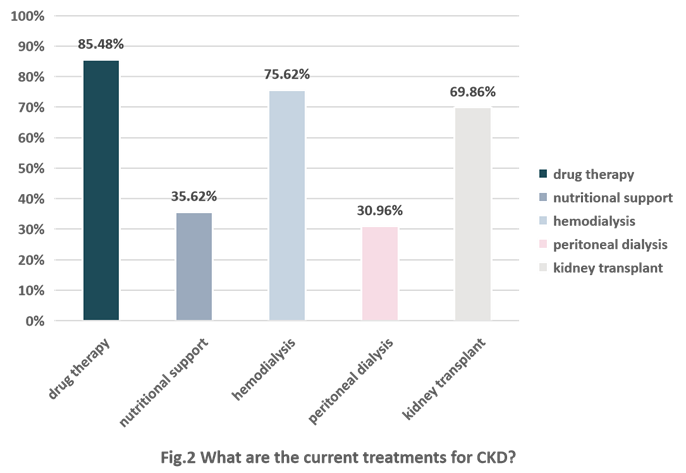 100%
90%
80%
70%
60%
50%
40%
30%
20%
10%
0%
85.48%
35.62%
75.62%
30.96%
69.86%
drug therapy
nutritional support
hemodialysis
peritoneal dialysis
kidney transplant
drug therapy
nutritional support
hemodialysis
peritoneal dialysis
kidney transplant
Fig.2 What are the current treatments for CKD?